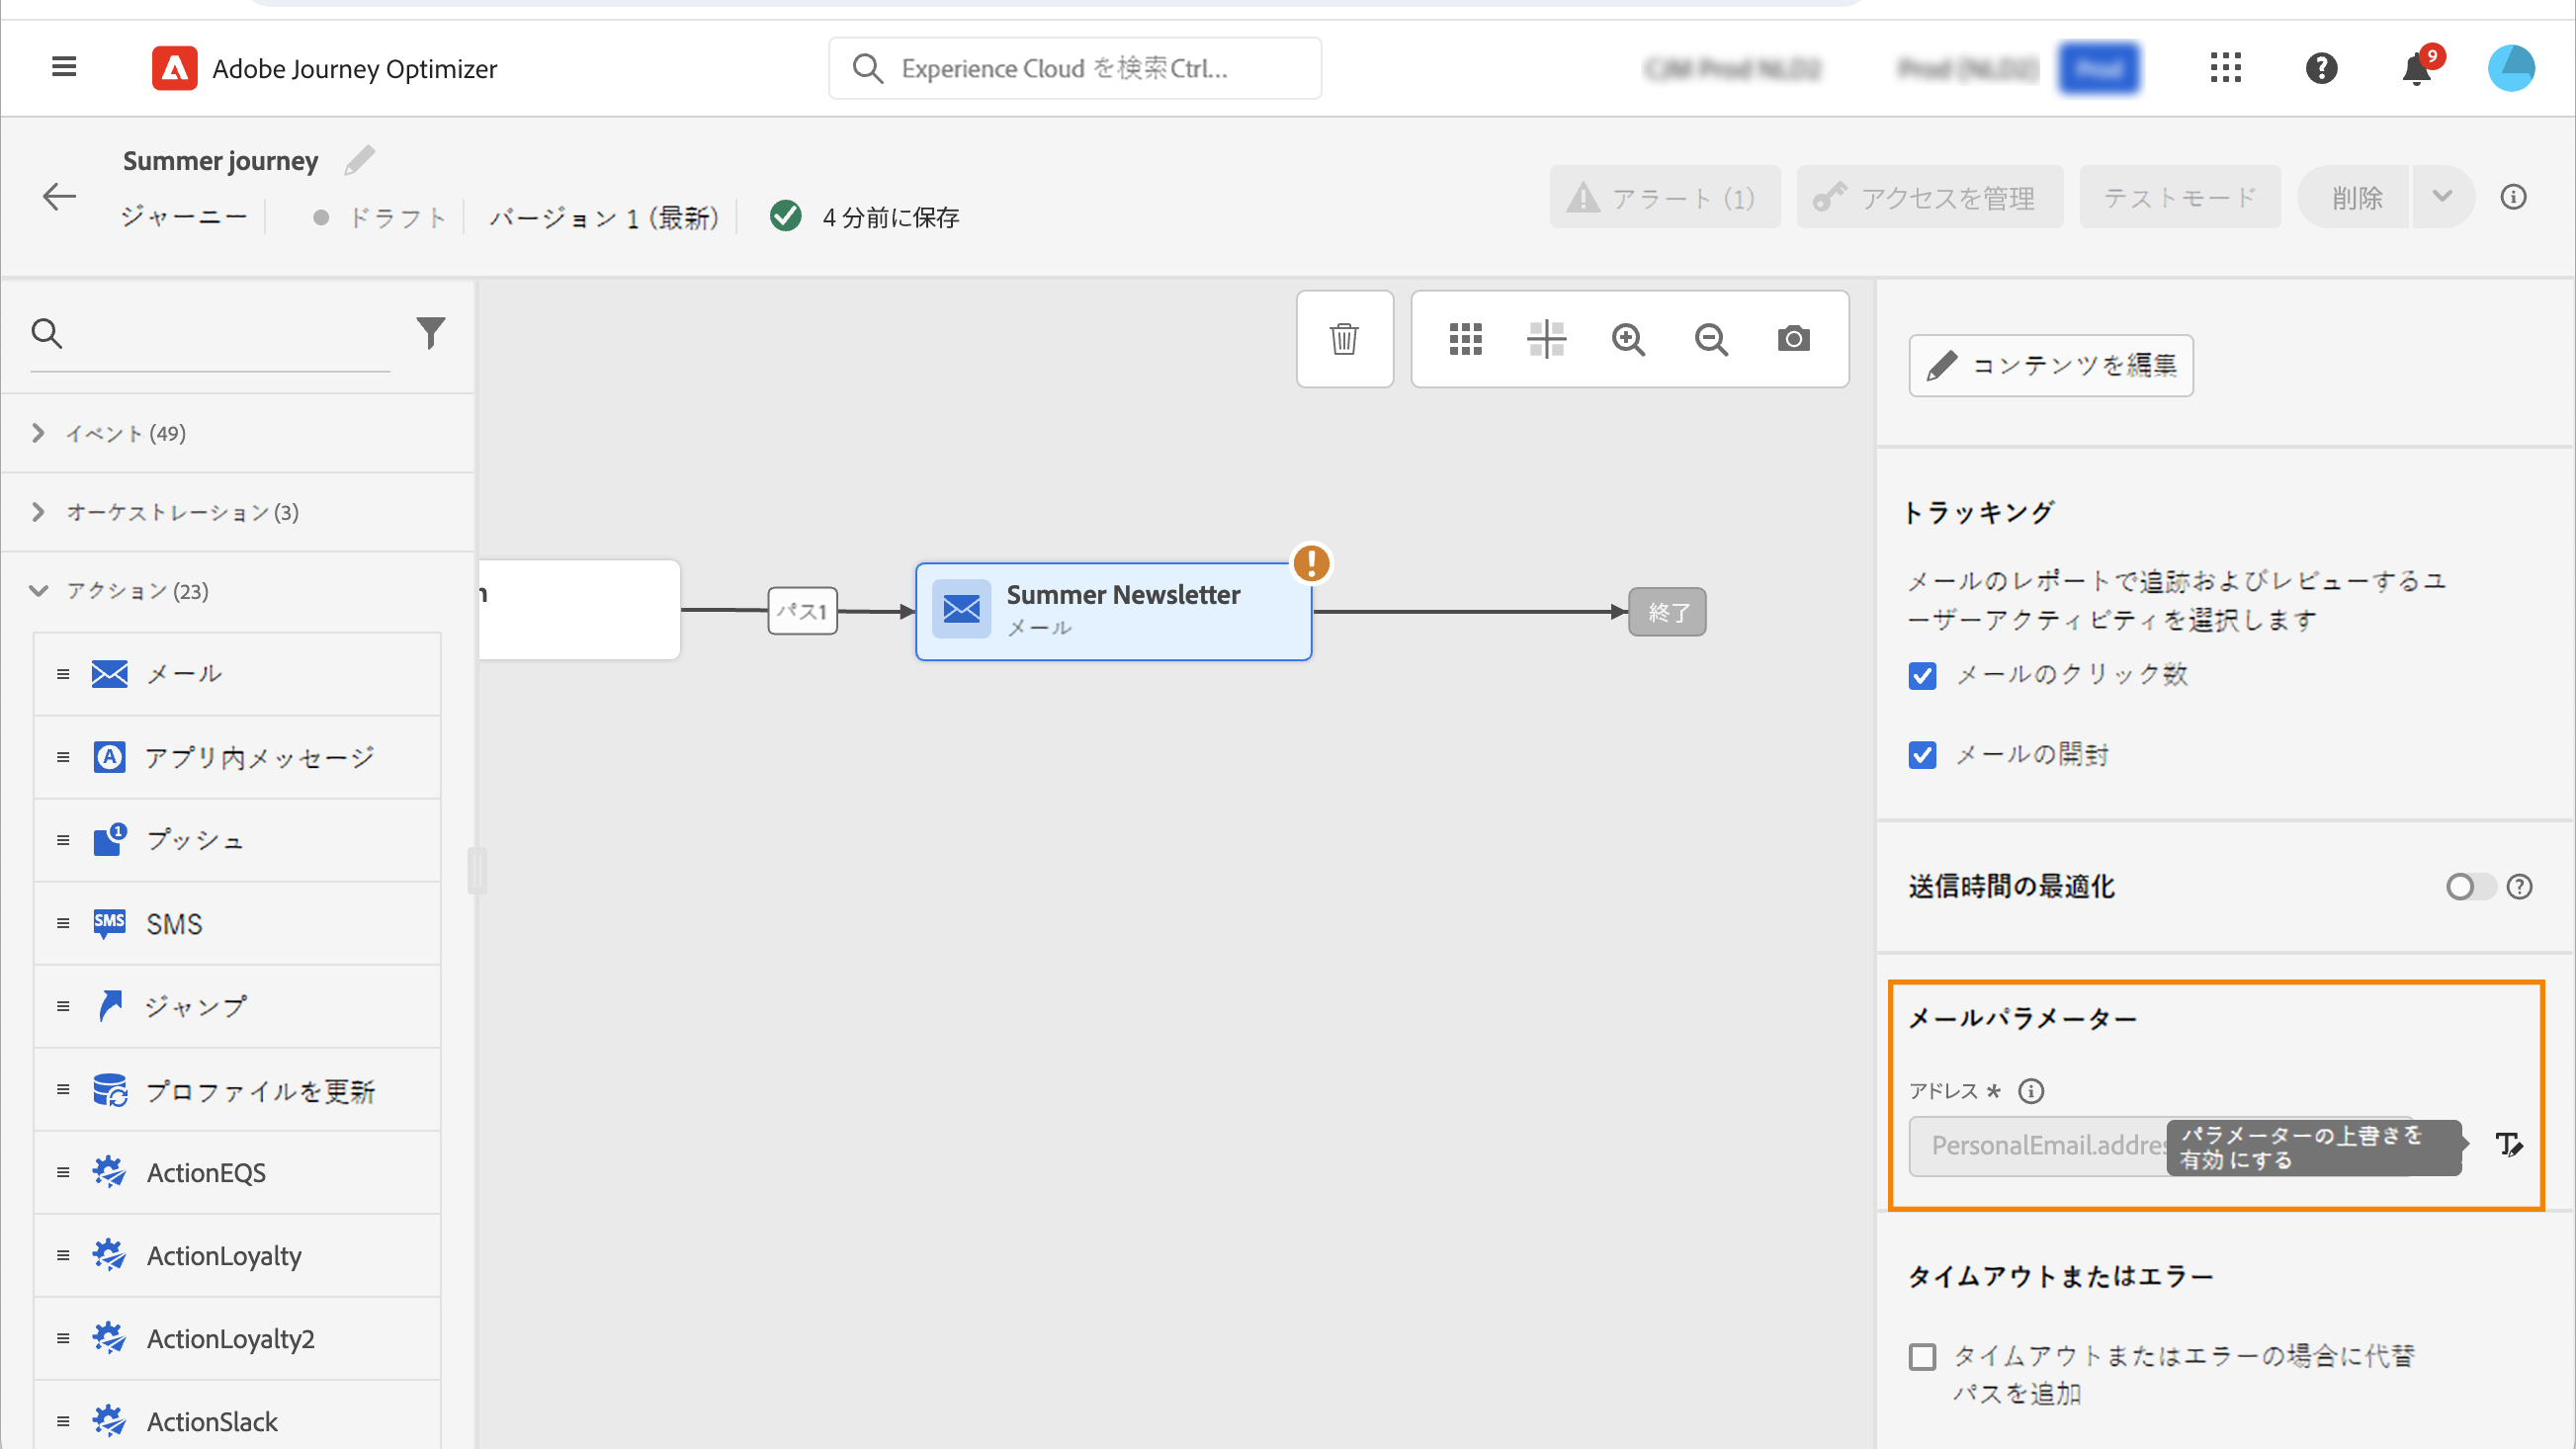 Adobe Journey Optimizer
Experience Cloud を検索Ctrl...
9
Summer journey
ジャーニー
ドラフト
バージョン 1 (最新)
4 分前に保存
アラート (1)
アクセスを管理
テストモード
削除
イベント (49)
オーケストレーション (3)
アクション (23)
メール
アプリ内メッセージ
プッシュ
SMS
SMS
ジャンプ
プロファイルを更新
ActionEQS
ActionLoyalty
ActionLoyalty2
ActionSlack
n
パス1
Summer Newsletter
メール
終了
コンテンツを編集
トラッキング
メールのレポートで追跡およびレビューするユ
ーザーアクティビティを選択します
メールのクリック数
メールの開封
送信時間の最適化
メールパラメーター
アドレス *
PersonalEmail.addres
パラメーターの上書きを
有効 にする
タイムアウトまたはエラー
タイムアウトまたはエラーの場合に代替
パスを追加